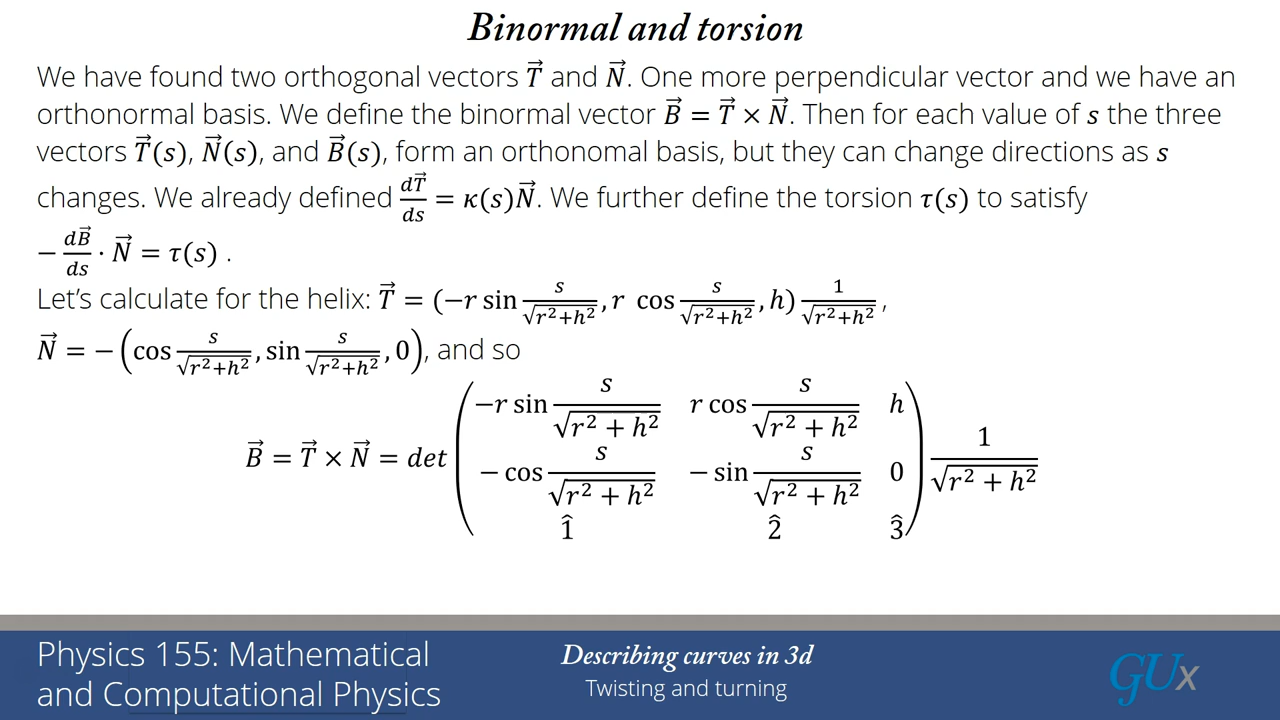 Binormal and torsion
We have found two orthogonal vectors T⃗ and N⃗. One more perpendicular vector and we have an
orthonormal basis. We define the binormal vector B⃗ = T⃗ × N⃗. Then for each value of s the three
vectors T⃗(s), N⃗(s), and B⃗(s), form an orthonomal basis, but they can change directions as s
changes. We already defined dT⃗/ds = κ(s)N⃗. We further define the torsion τ(s) to satisfy
− dB⃗/ds · N⃗ = τ(s) .
Let’s calculate for the helix: T⃗ = (−r sin s/√(r²+h²), r cos s/√(r²+h²), h) 1/√(r²+h²) ,
N⃗ = −(cos s/√(r²+h²), sin s/√(r²+h²), 0), and so
B⃗ = T⃗ × N⃗ = det ( −r sin s/√(r² + h²) r cos s/√(r² + h²) h
− cos s/√(r² + h²) − sin s/√(r² + h²) 0
1̂ 2̂ 3̂ ) 1/√(r² + h²)
Physics 155: Mathematical
and Computational Physics
Describing curves in 3d
Twisting and turning
GUx